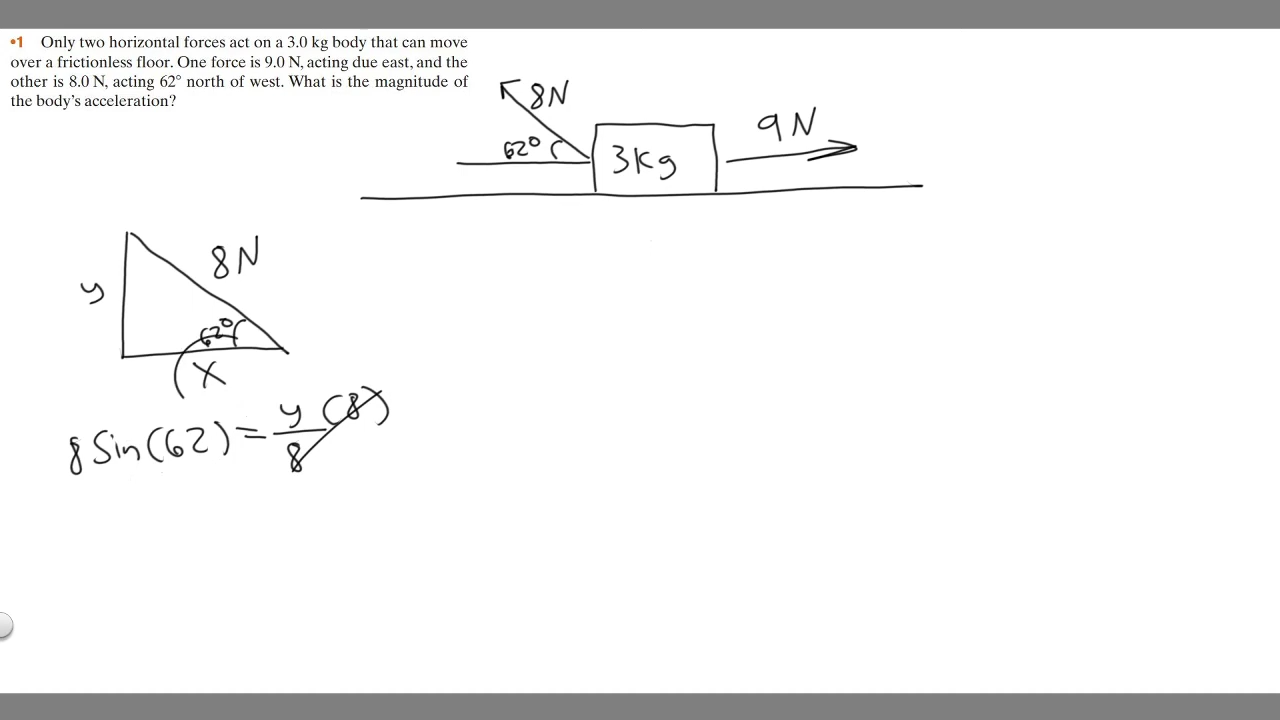 •1 Only two horizontal forces act on a 3.0 kg body that can move
over a frictionless floor. One force is 9.0 N, acting due east, and the
other is 8.0 N, acting 62° north of west. What is the magnitude of
the body's acceleration?
8N
9N
62°
3kg
8N
y
62°
x
8 Sin(62) = y/8 (8)